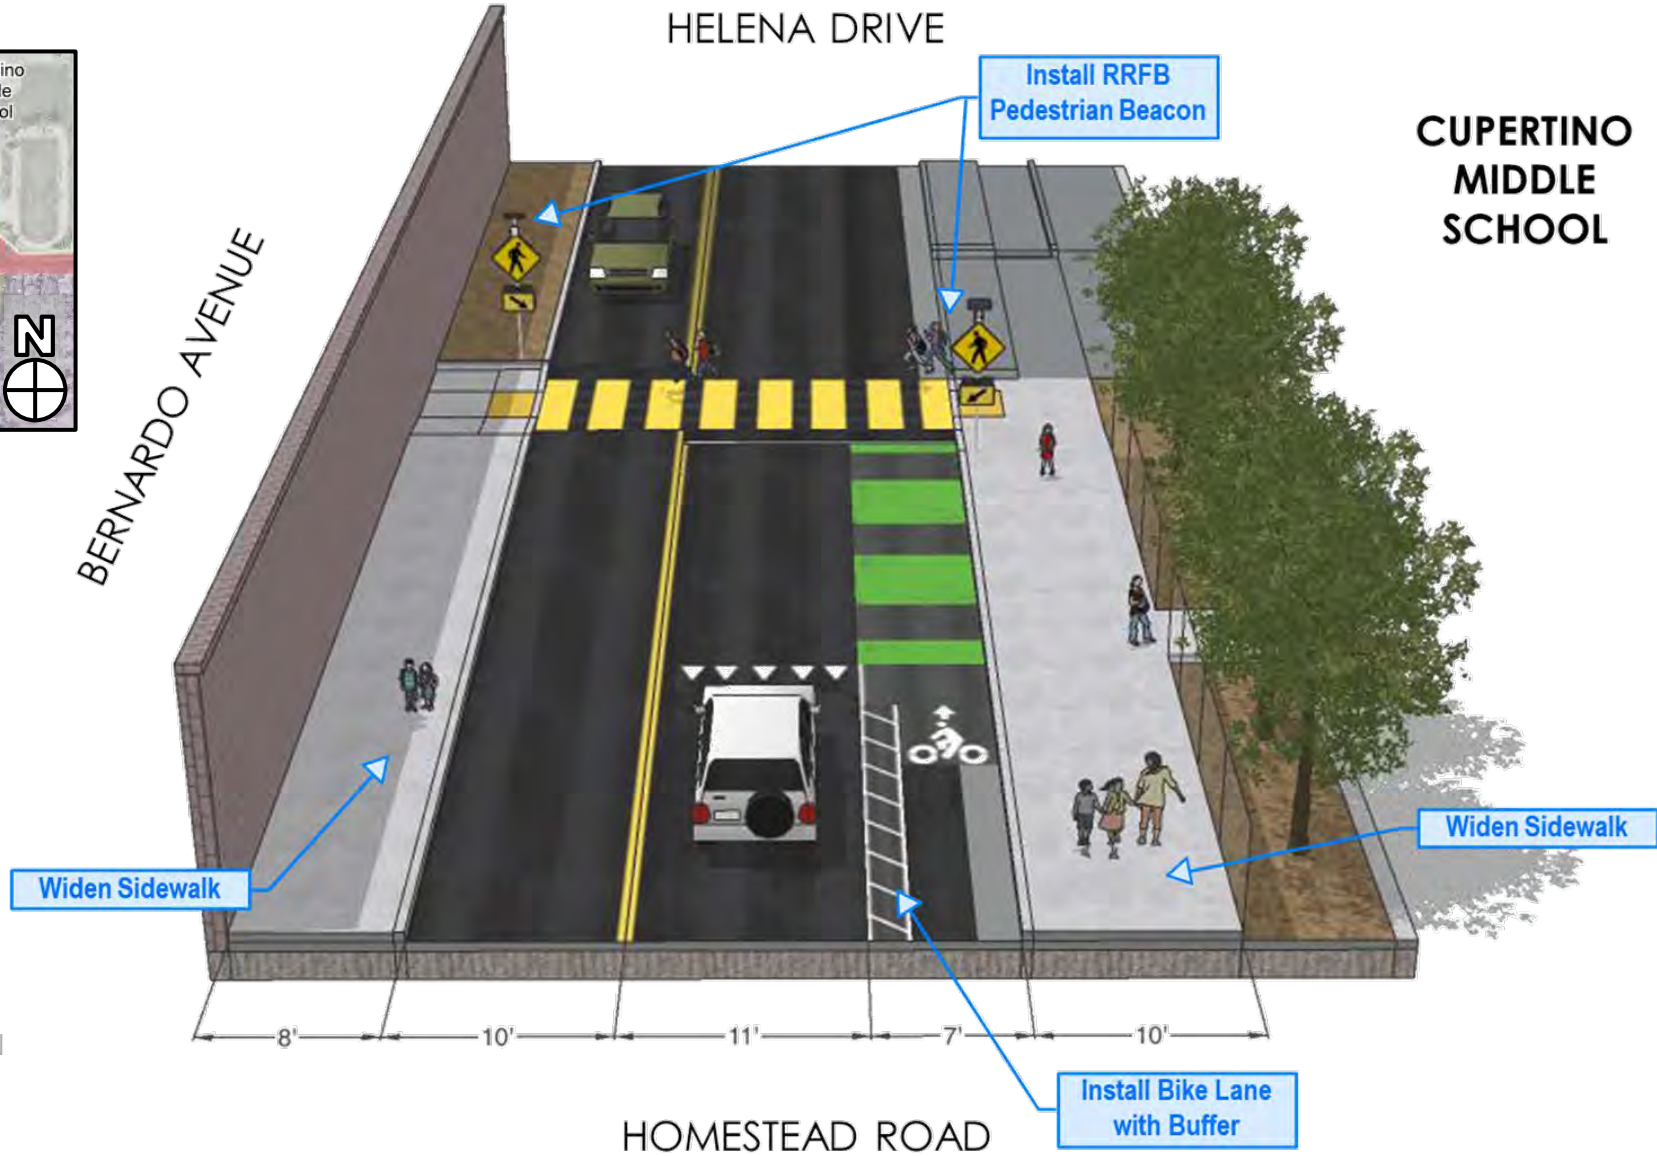 HELENA DRIVE
Install RRFB
Pedestrian Beacon
CUPERTINO
MIDDLE
SCHOOL
N
BERNARDO AVENUE
Widen Sidewalk
Widen Sidewalk
8' 10' 11' 7' 10'
Install Bike Lane
with Buffer
HOMESTEAD ROAD